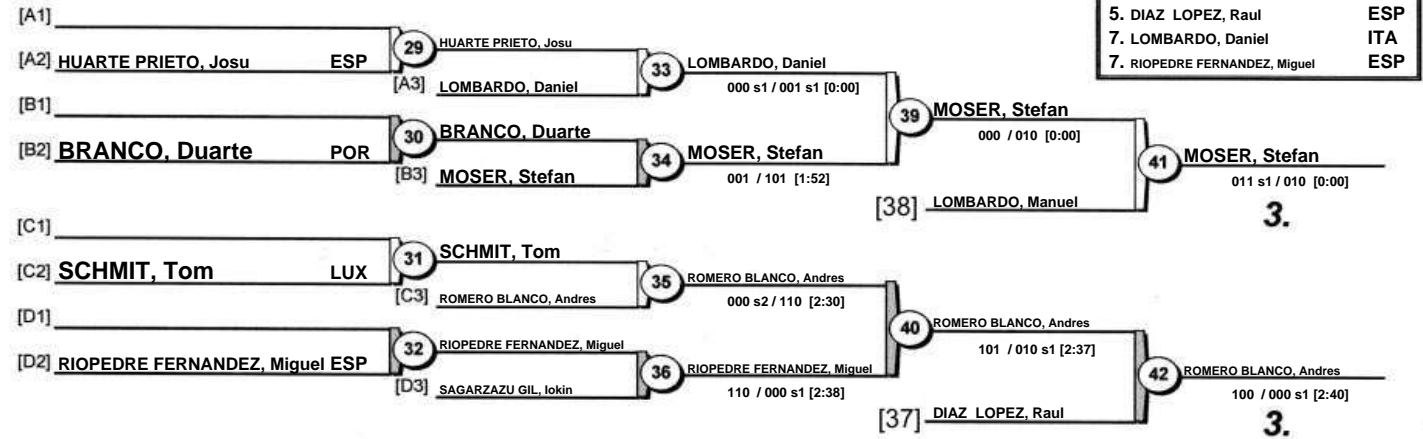 [A1]
[A2] HUARTE PRIETO, Josu ESP
29
HUARTE PRIETO, Josu
[A3] LOMBARDO, Daniel
33
LOMBARDO, Daniel
000 s1 / 001 s1 [0:00]
[B1]
[B2] BRANCO, Duarte POR
30
BRANCO, Duarte
[B3] MOSER, Stefan
34
MOSER, Stefan
001 / 101 [1:52]
39
MOSER, Stefan
000 / 010 [0:00]
[38] LOMBARDO, Manuel
41
MOSER, Stefan
011 s1 / 010 [0:00]
3.
[C1]
[C2] SCHMIT, Tom LUX
31
SCHMIT, Tom
[C3] ROMERO BLANCO, Andres
35
ROMERO BLANCO, Andres
000 s2 / 110 [2:30]
[D1]
[D2] RIOPEDRE FERNANDEZ, Miguel ESP
32
RIOPEDRE FERNANDEZ, Miguel
[D3] SAGARZAZU GIL, Iokin
36
RIOPEDRE FERNANDEZ, Miguel
110 / 000 s1 [2:38]
40
ROMERO BLANCO, Andres
101 / 010 s1 [2:37]
[37] DIAZ LOPEZ, Raul
42
ROMERO BLANCO, Andres
100 / 000 s1 [2:40]
3.
5. DIAZ LOPEZ, Raul ESP
7. LOMBARDO, Daniel ITA
7. RIOPEDRE FERNANDEZ, Miguel ESP